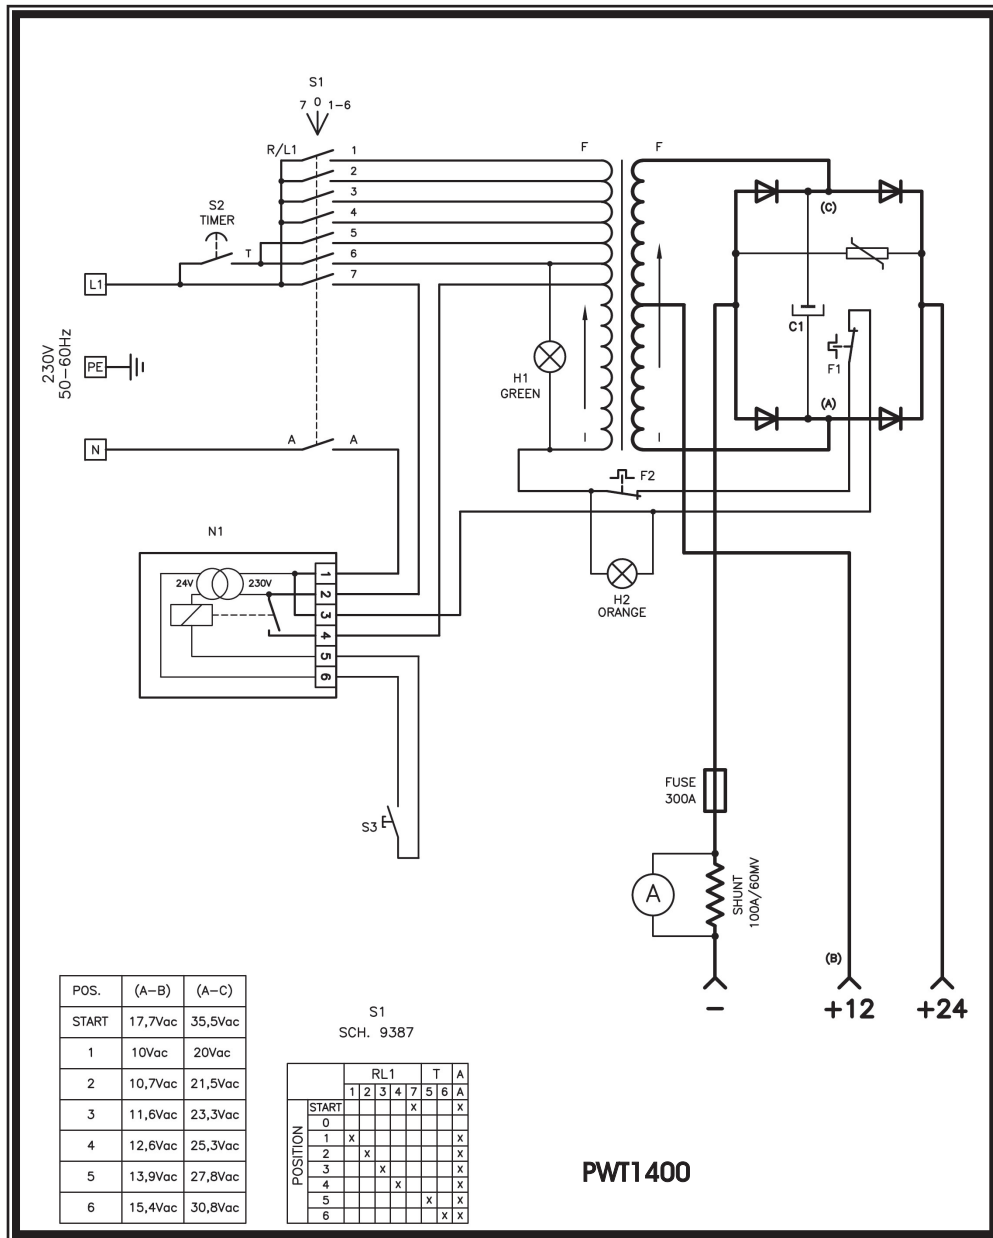 S1
7 0 1-6
R/L1
1
2
3
4
5
6
7
S2
TIMER
T
L1
230V
50-60Hz
PE
N
A
A
F
F
I
I
H1
GREEN
(C)
C1
F1
(A)
F2
H2
ORANGE
N1
24V
230V
1
2
3
4
5
6
S3
FUSE
300A
A
SHUNT
100A/60MV
(B)
-
+12
+24
POS. (A-B) (A-C)
START 17,7Vac 35,5Vac
1 10Vac 20Vac
2 10,7Vac 21,5Vac
3 11,6Vac 23,3Vac
4 12,6Vac 25,3Vac
5 13,9Vac 27,8Vac
6 15,4Vac 30,8Vac
S1
SCH. 9387
RL1 T A
1 2 3 4 7 5 6 A
POSITION
START x x
0
1 x x
2 x x
3 x x
4 x x
5 x x
6 x x
PWT1400